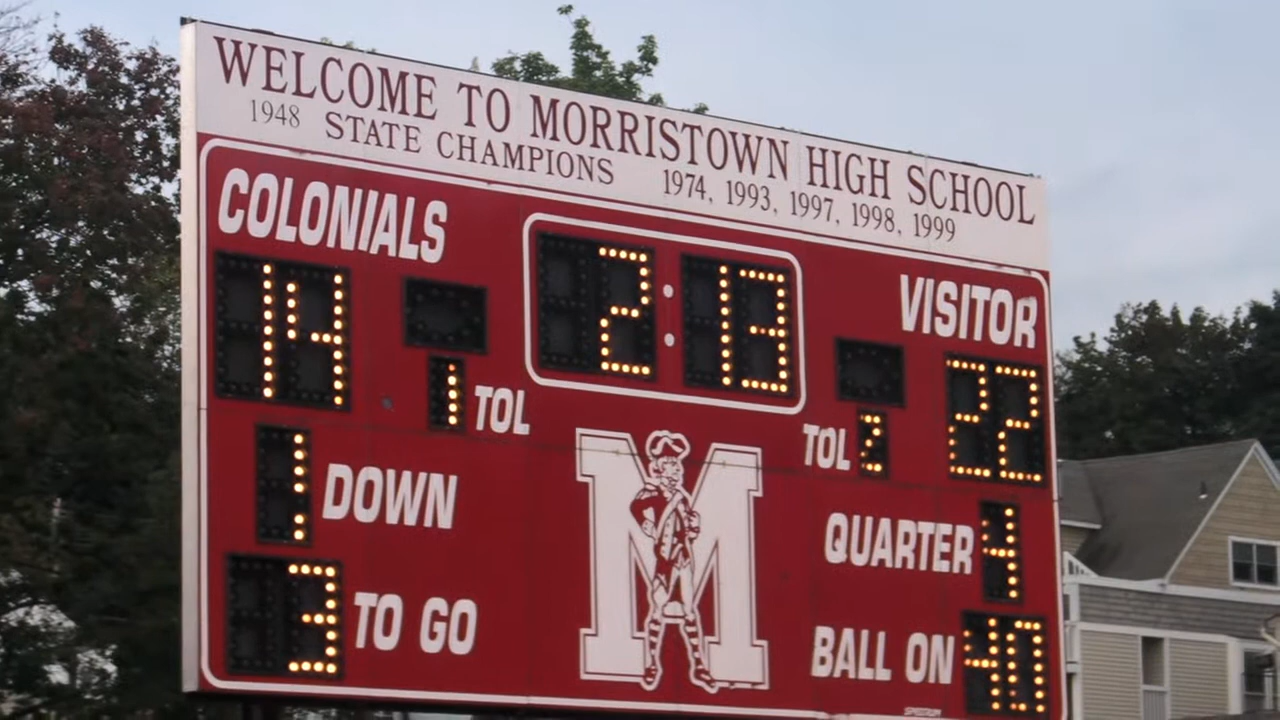 WELCOME TO MORRISTOWN HIGH SCHOOL
1948 STATE CHAMPIONS 1974, 1993, 1997, 1998, 1999
COLONIALS 2:13 VISITOR
14 22
1 TOL TOL 2
1 DOWN QUARTER 4
3 TO GO BALL ON 40
M